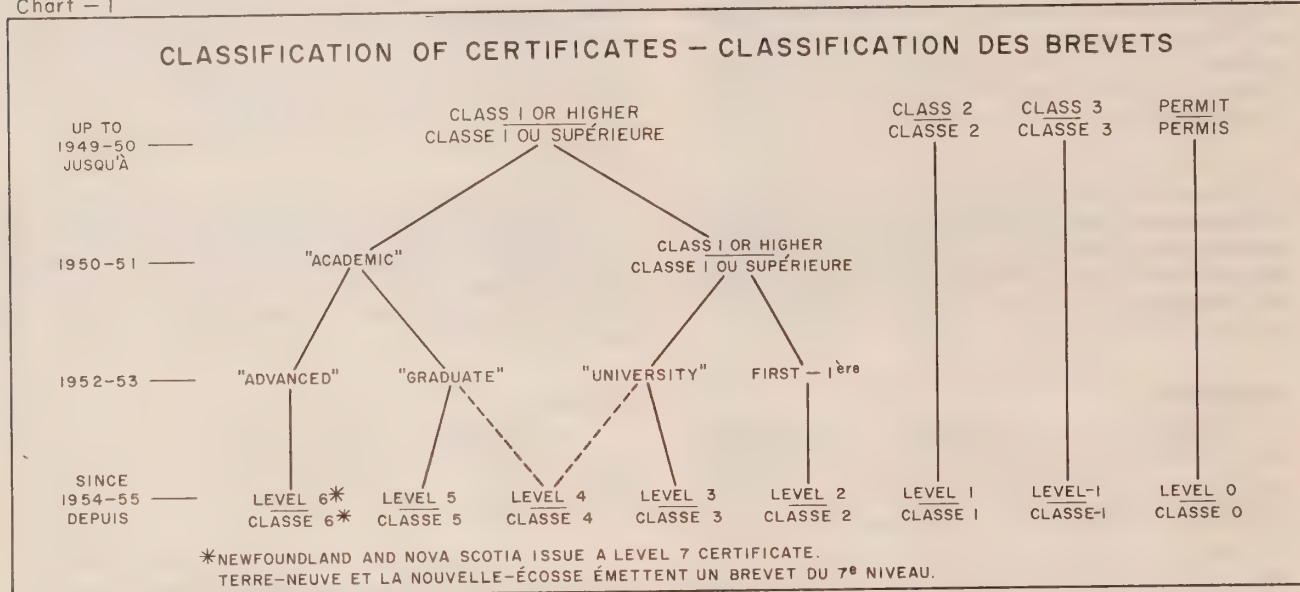 Chart — 1
CLASSIFICATION OF CERTIFICATES — CLASSIFICATION DES BREVETS
UP TO
1949-50
JUSQU'À
CLASS I OR HIGHER
CLASSE I OU SUPÉRIEURE
CLASS 2
CLASSE 2
CLASS 3
CLASSE 3
PERMIT
PERMIS
1950-51
"ACADEMIC"
CLASS I OR HIGHER
CLASSE I OU SUPÉRIEURE
1952-53
"ADVANCED"
"GRADUATE"
"UNIVERSITY"
FIRST — 1ère
SINCE
1954-55
DEPUIS
LEVEL 6*
CLASSE 6*
LEVEL 5
CLASSE 5
LEVEL 4
CLASSE 4
LEVEL 3
CLASSE 3
LEVEL 2
CLASSE 2
LEVEL 1
CLASSE 1
LEVEL-1
CLASSE-1
LEVEL 0
CLASSE 0
*NEWFOUNDLAND AND NOVA SCOTIA ISSUE A LEVEL 7 CERTIFICATE.
TERRE-NEUVE ET LA NOUVELLE-ÉCOSSE ÉMETTENT UN BREVET DU 7e NIVEAU.